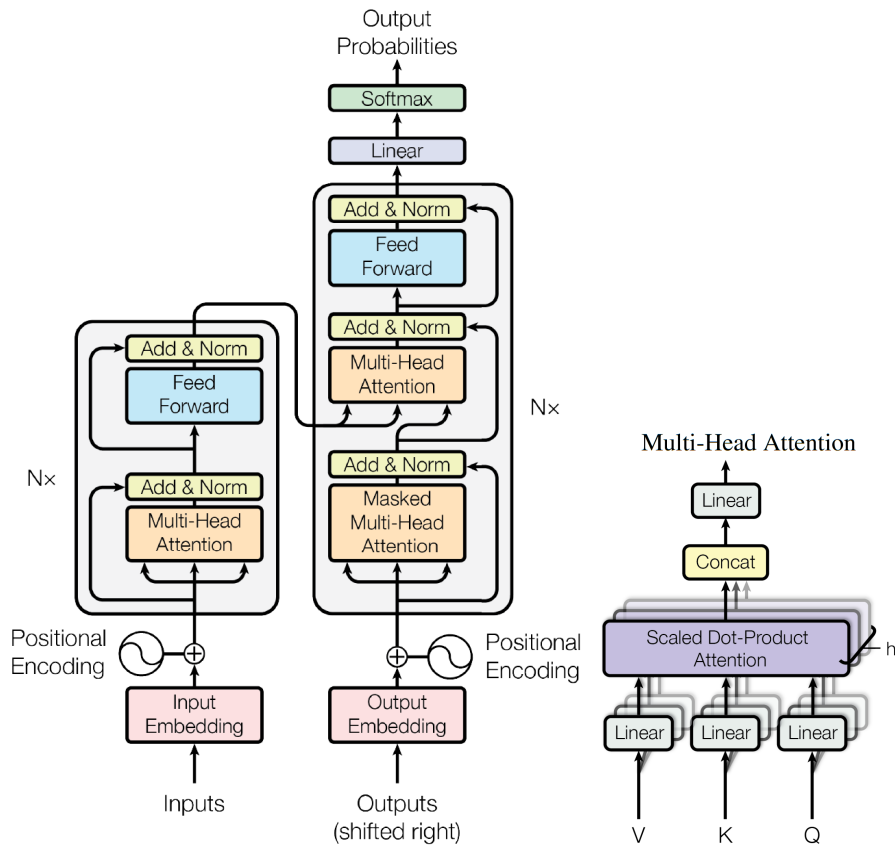 Output
Probabilities
Softmax
Linear
Add & Norm
Feed
Forward
Add & Norm
Multi-Head
Attention
Nx
Add & Norm
Masked
Multi-Head
Attention
Positional
Encoding
Output
Embedding
Outputs
(shifted right)
Add & Norm
Feed
Forward
Nx
Add & Norm
Multi-Head
Attention
Positional
Encoding
Input
Embedding
Inputs
Multi-Head Attention
Linear
Concat
Scaled Dot-Product
Attention
h
Linear
Linear
Linear
V
K
Q